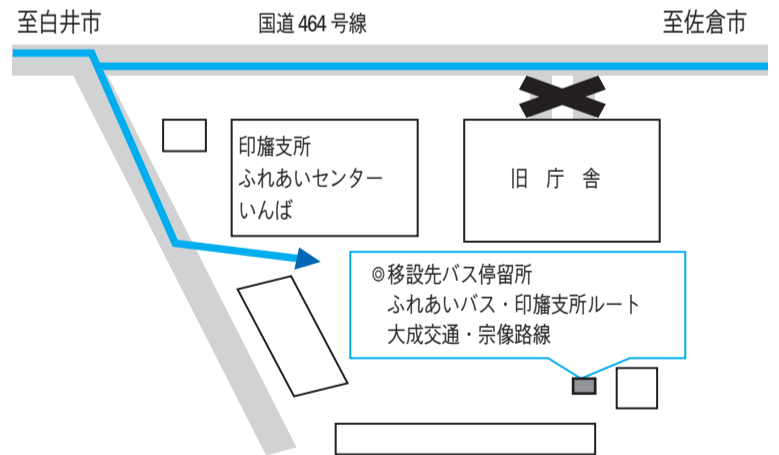 至白井市
国道 464 号線
至佐倉市
印旛支所
ふれあいセンター
いんば
旧 庁 舎
◎移設先バス停留所
ふれあいバス・印旛支所ルート
大成交通・宗像路線